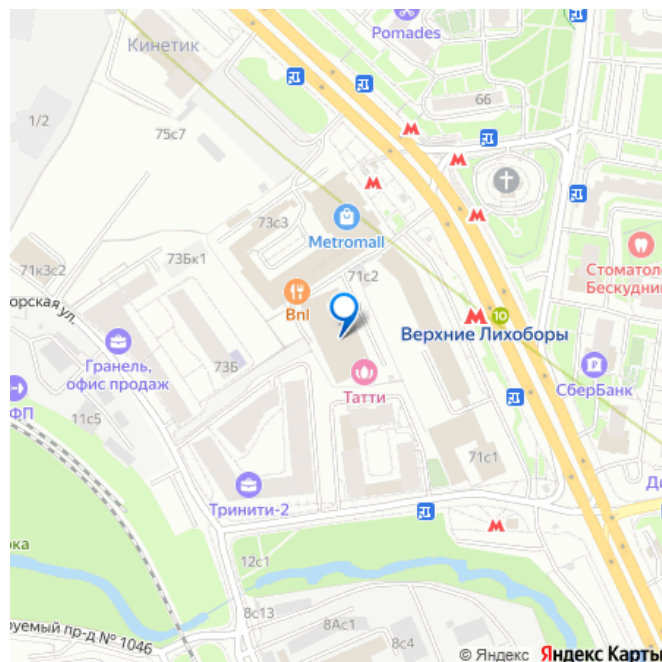 Pomades
Кинетик
66
1/2
75с7
73с3
Metromall
73Бк1
71к3с2
71с2
Стоматоло
Бескудни
орская ул.
Bnl
10
Верхние Лихоборы
Гранель,
офис продаж
73Б
СберБанк
ФП
Татти
11с5
71с1
Тринити-2
Ди
рка
12с1
8с13
руемый пр-д № 1046
8Ас1
8с4
© Яндекс Яндекс Карты